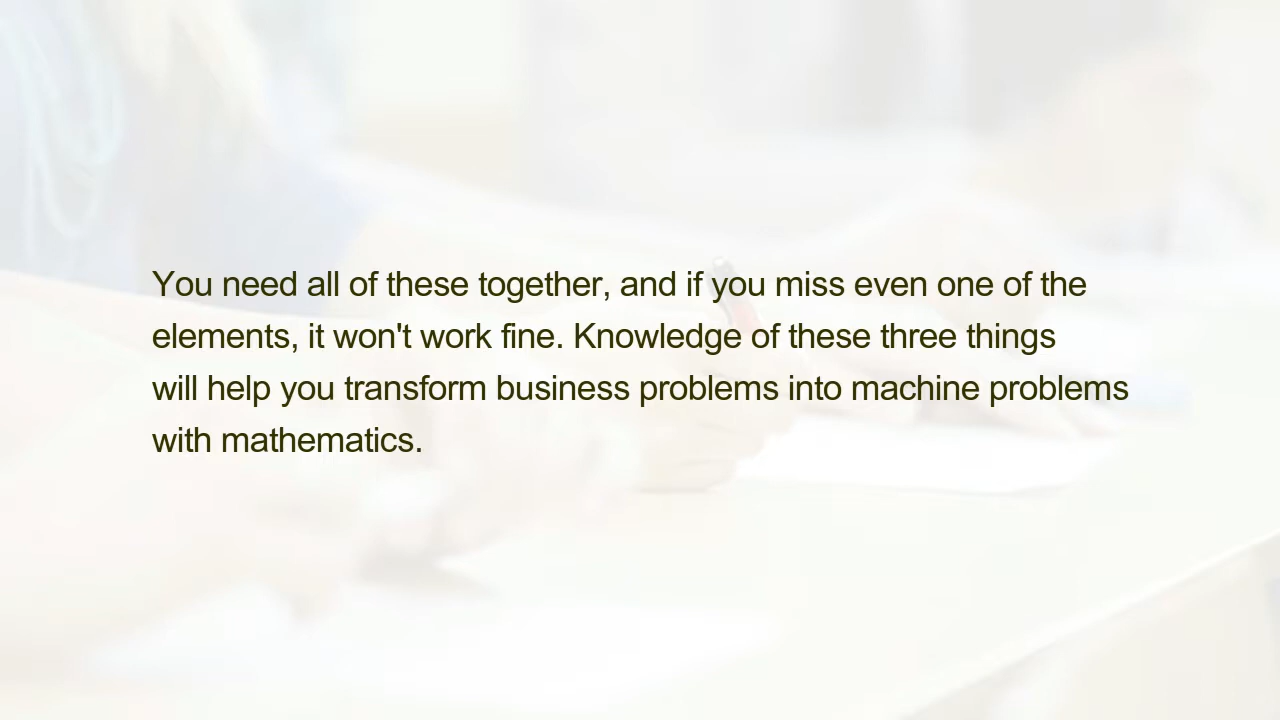 You need all of these together, and if you miss even one of the
elements, it won't work fine. Knowledge of these three things
will help you transform business problems into machine problems
with mathematics.